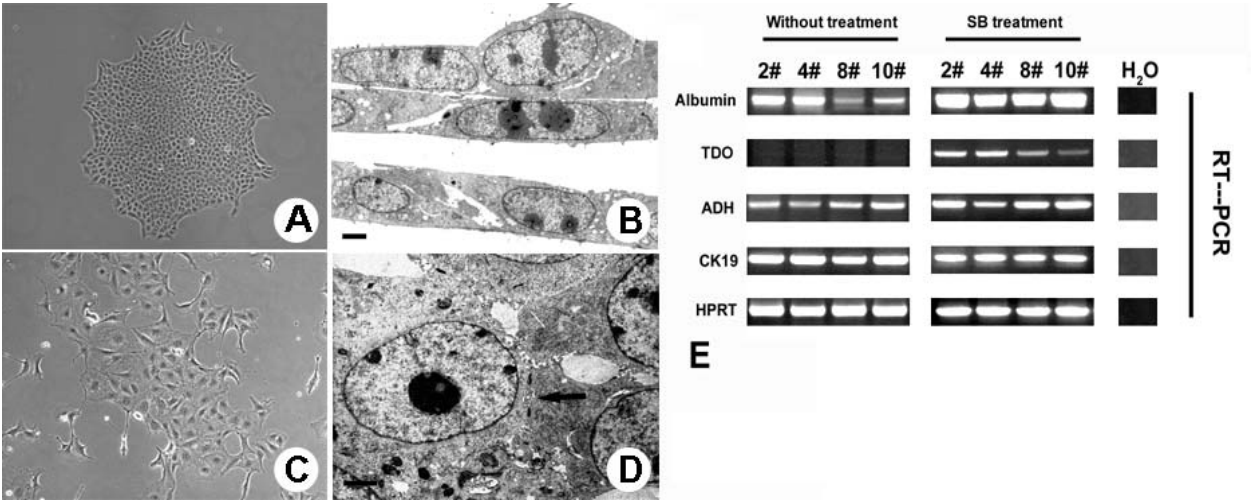 A
B
C
D
Without treatment SB treatment
2# 4# 8# 10# 2# 4# 8# 10# H2O
Albumin
TDO
ADH
CK19
HPRT
RT---PCR
E